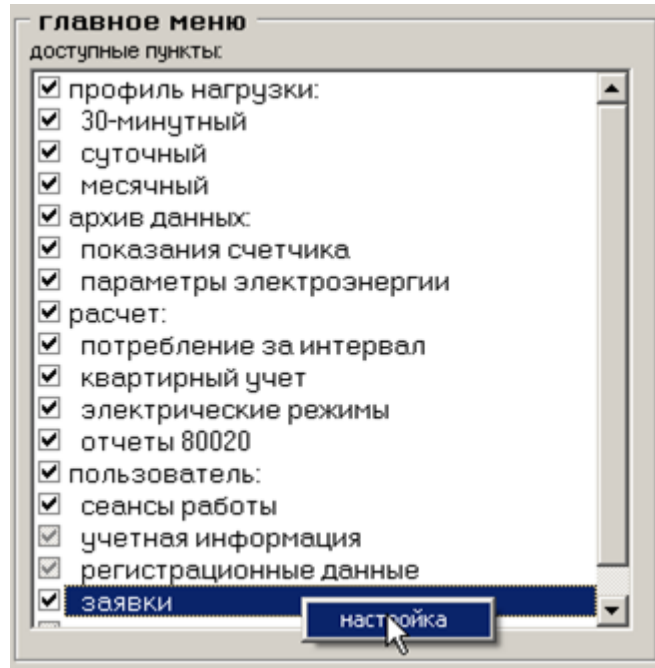 главное меню
доступные пункты:
профиль нагрузки:
30-минутный
суточный
месячный
архив данных:
показания счетчика
параметры электроэнергии
расчет:
потребление за интервал
квартирный учет
электрические режимы
отчеты 80020
пользователь:
сеансы работы
учетная информация
регистрационные данные
заявки
настройка